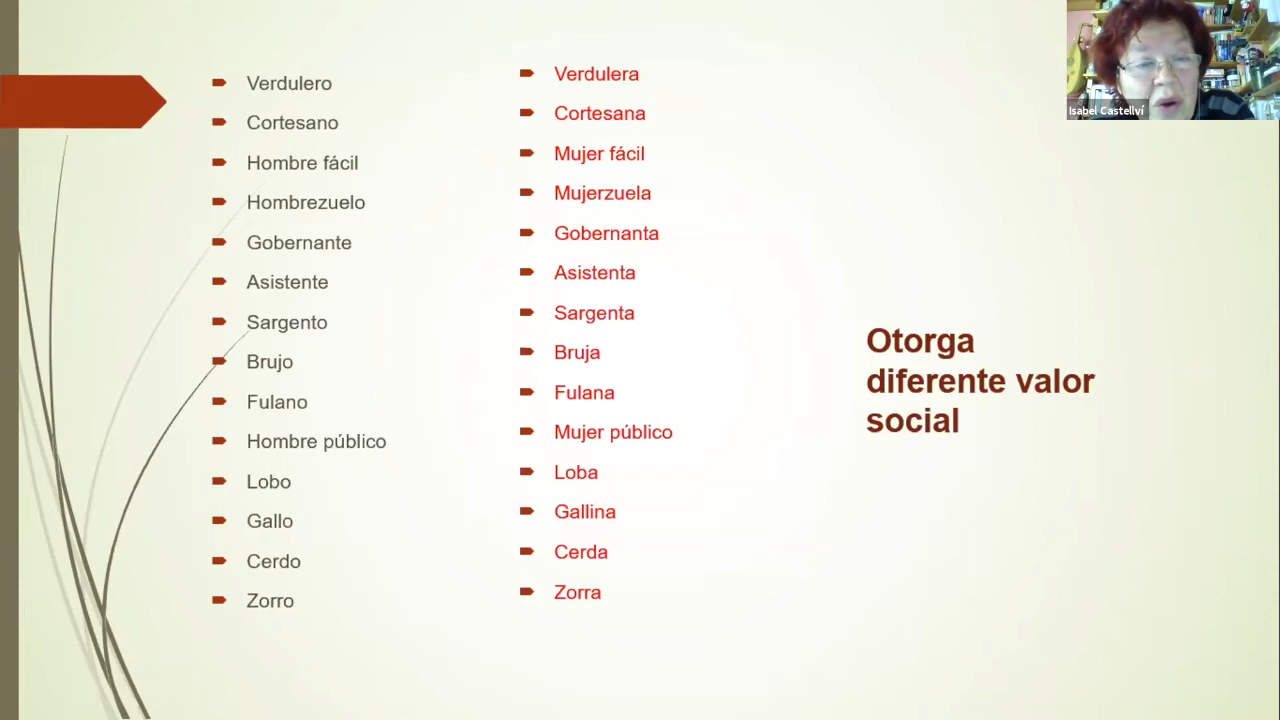 Verdulero
Cortesano
Hombre fácil
Hombrezuelo
Gobernante
Asistente
Sargento
Brujo
Fulano
Hombre público
Lobo
Gallo
Cerdo
Zorro
Verdulera
Cortesana
Mujer fácil
Mujerzuela
Gobernanta
Asistenta
Sargenta
Bruja
Fulana
Mujer público
Loba
Gallina
Cerda
Zorra
Otorga
diferente valor
social
Isabel Castellví